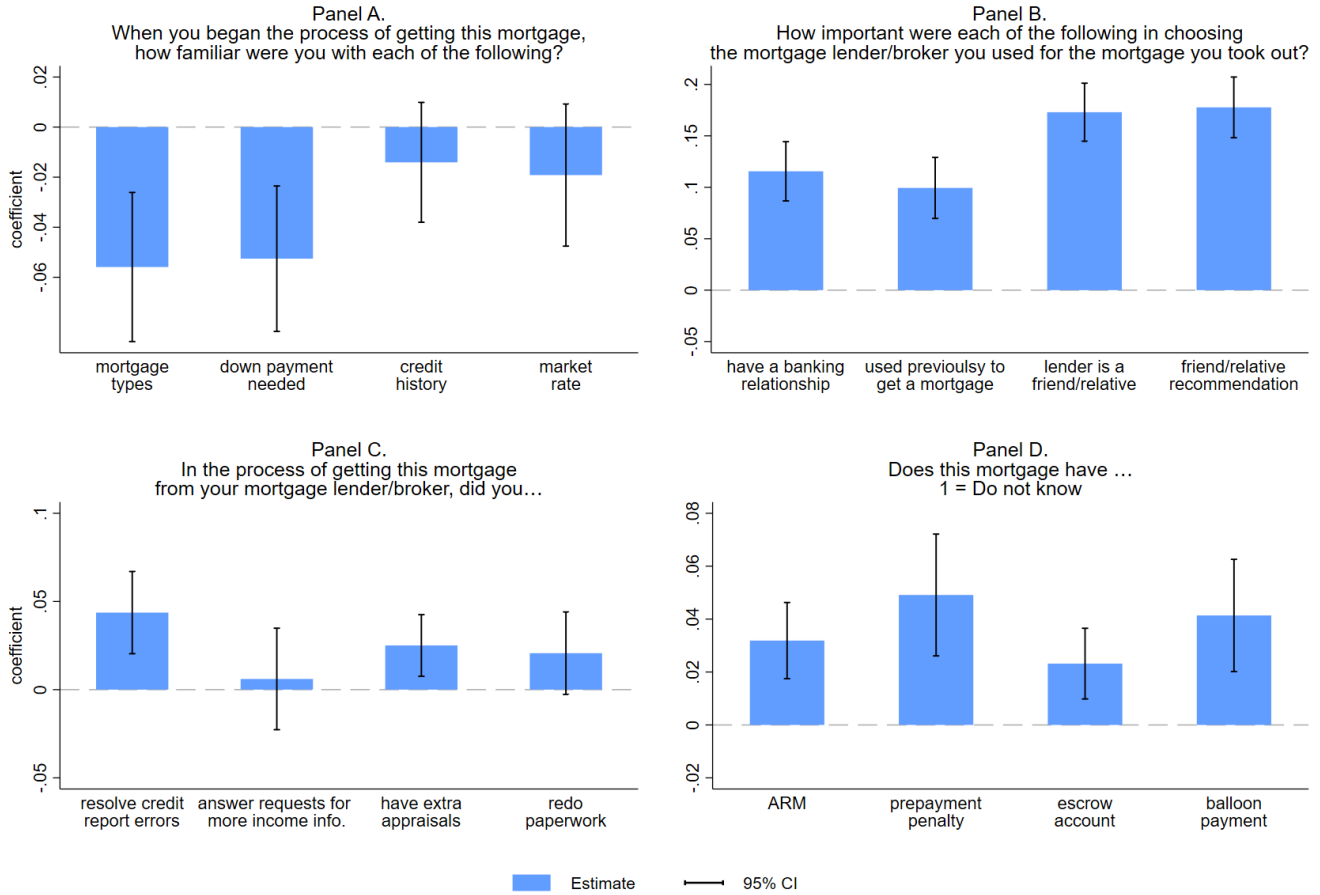 Panel A.
When you began the process of getting this mortgage,
how familiar were you with each of the following?
.02
0
-.02
-.04
-.06
coefficient
mortgage types
down payment needed
credit history
market rate
Panel B.
How important were each of the following in choosing
the mortgage lender/broker you used for the mortgage you took out?
.2
.15
.1
.05
0
-.05
have a banking relationship
used previoulsy to get a mortgage
lender is a friend/relative
friend/relative recommendation
Panel C.
In the process of getting this mortgage
from your mortgage lender/broker, did you…
.1
.05
0
-.05
coefficient
resolve credit report errors
answer requests for more income info.
have extra appraisals
redo paperwork
Panel D.
Does this mortgage have …
1 = Do not know
.08
.06
.04
.02
0
-.02
ARM
prepayment penalty
escrow account
balloon payment
Estimate
95% CI